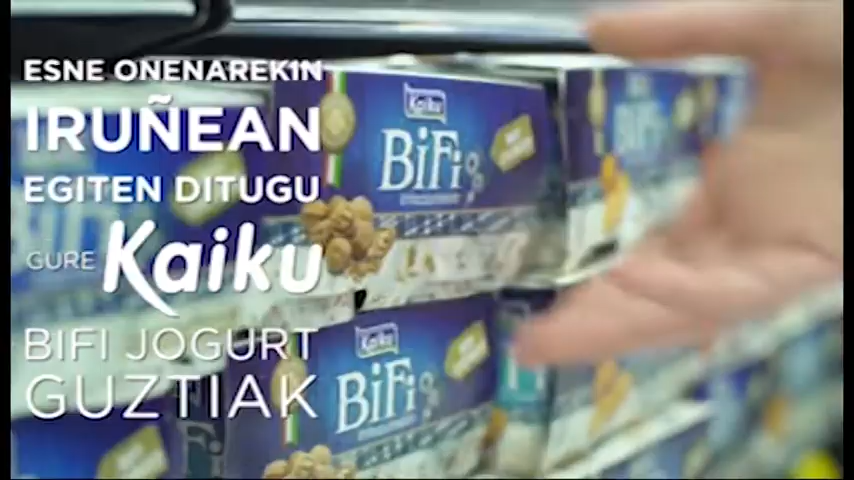 ESNE ONENAREKIN
IRUÑEAN
EGITEN DITUGU
GURE Kaiku
BIFI JOGURT
GUZTIAK
Kaiku
BiFi %
Kaiku
BiFi %